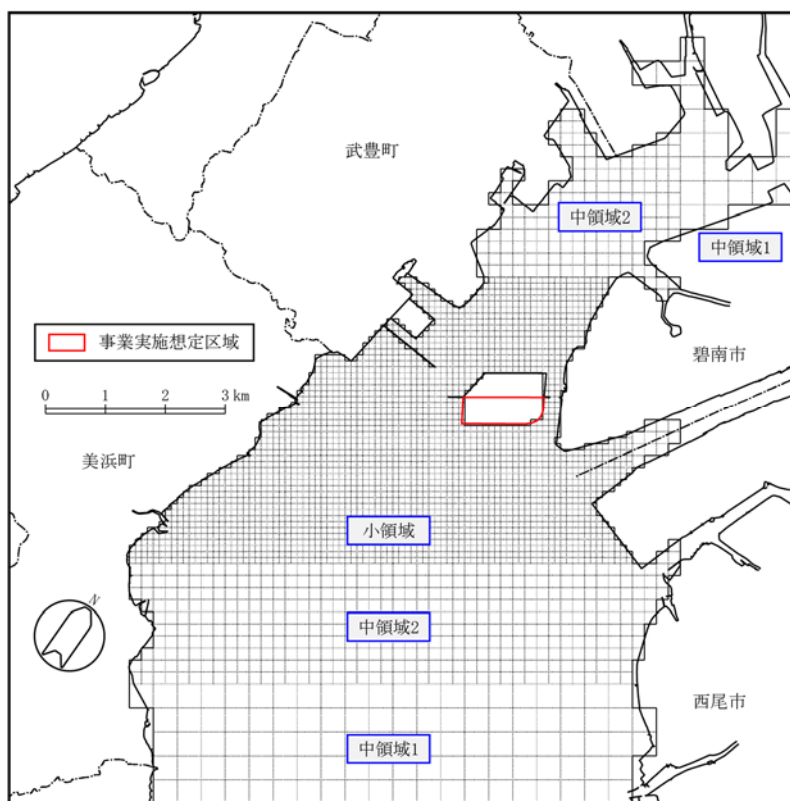 武豊町
中領域2
中領域1
事業実施想定区域
碧南市
0 1 2 3 km
美浜町
小領域
N
中領域2
西尾市
中領域1